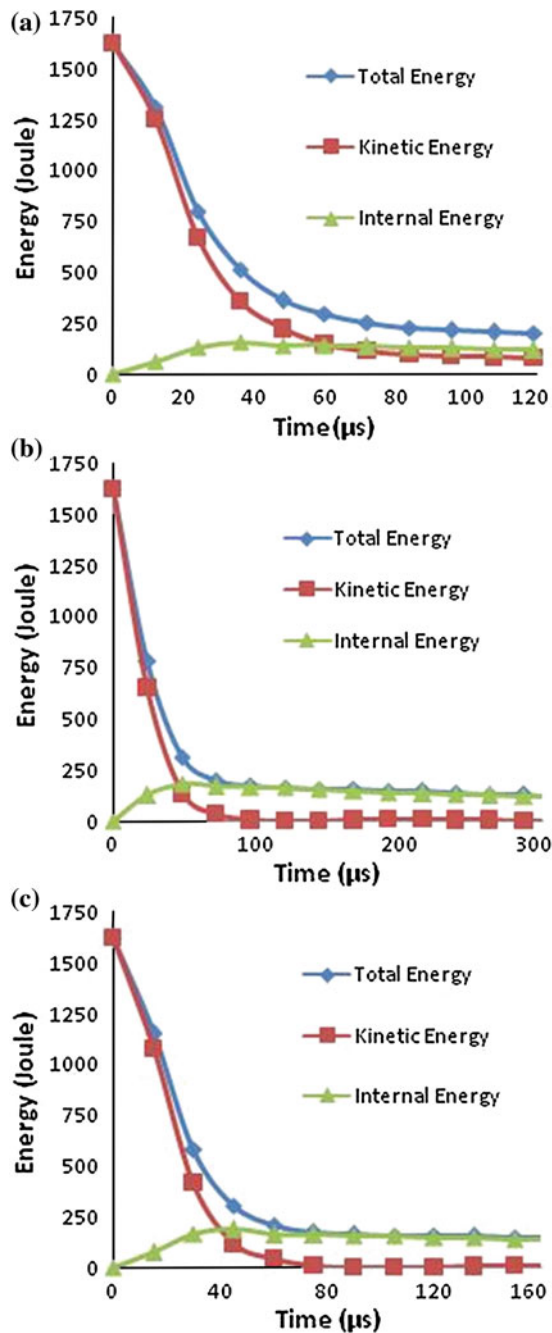 (a)
1750
1500
1250
1000
750
500
250
0
Energy (Joule)
Total Energy
Kinetic Energy
Internal Energy
0 20 40 60 80 100 120
Time (µs)
(b)
1750
1500
1250
1000
750
500
250
0
Energy (Joule)
Total Energy
Kinetic Energy
Internal Energy
0 100 200 300
Time (µs)
(c)
1750
1500
1250
1000
750
500
250
0
Energy (Joule)
Total Energy
Kinetic Energy
Internal Energy
0 40 80 120 160
Time (µs)